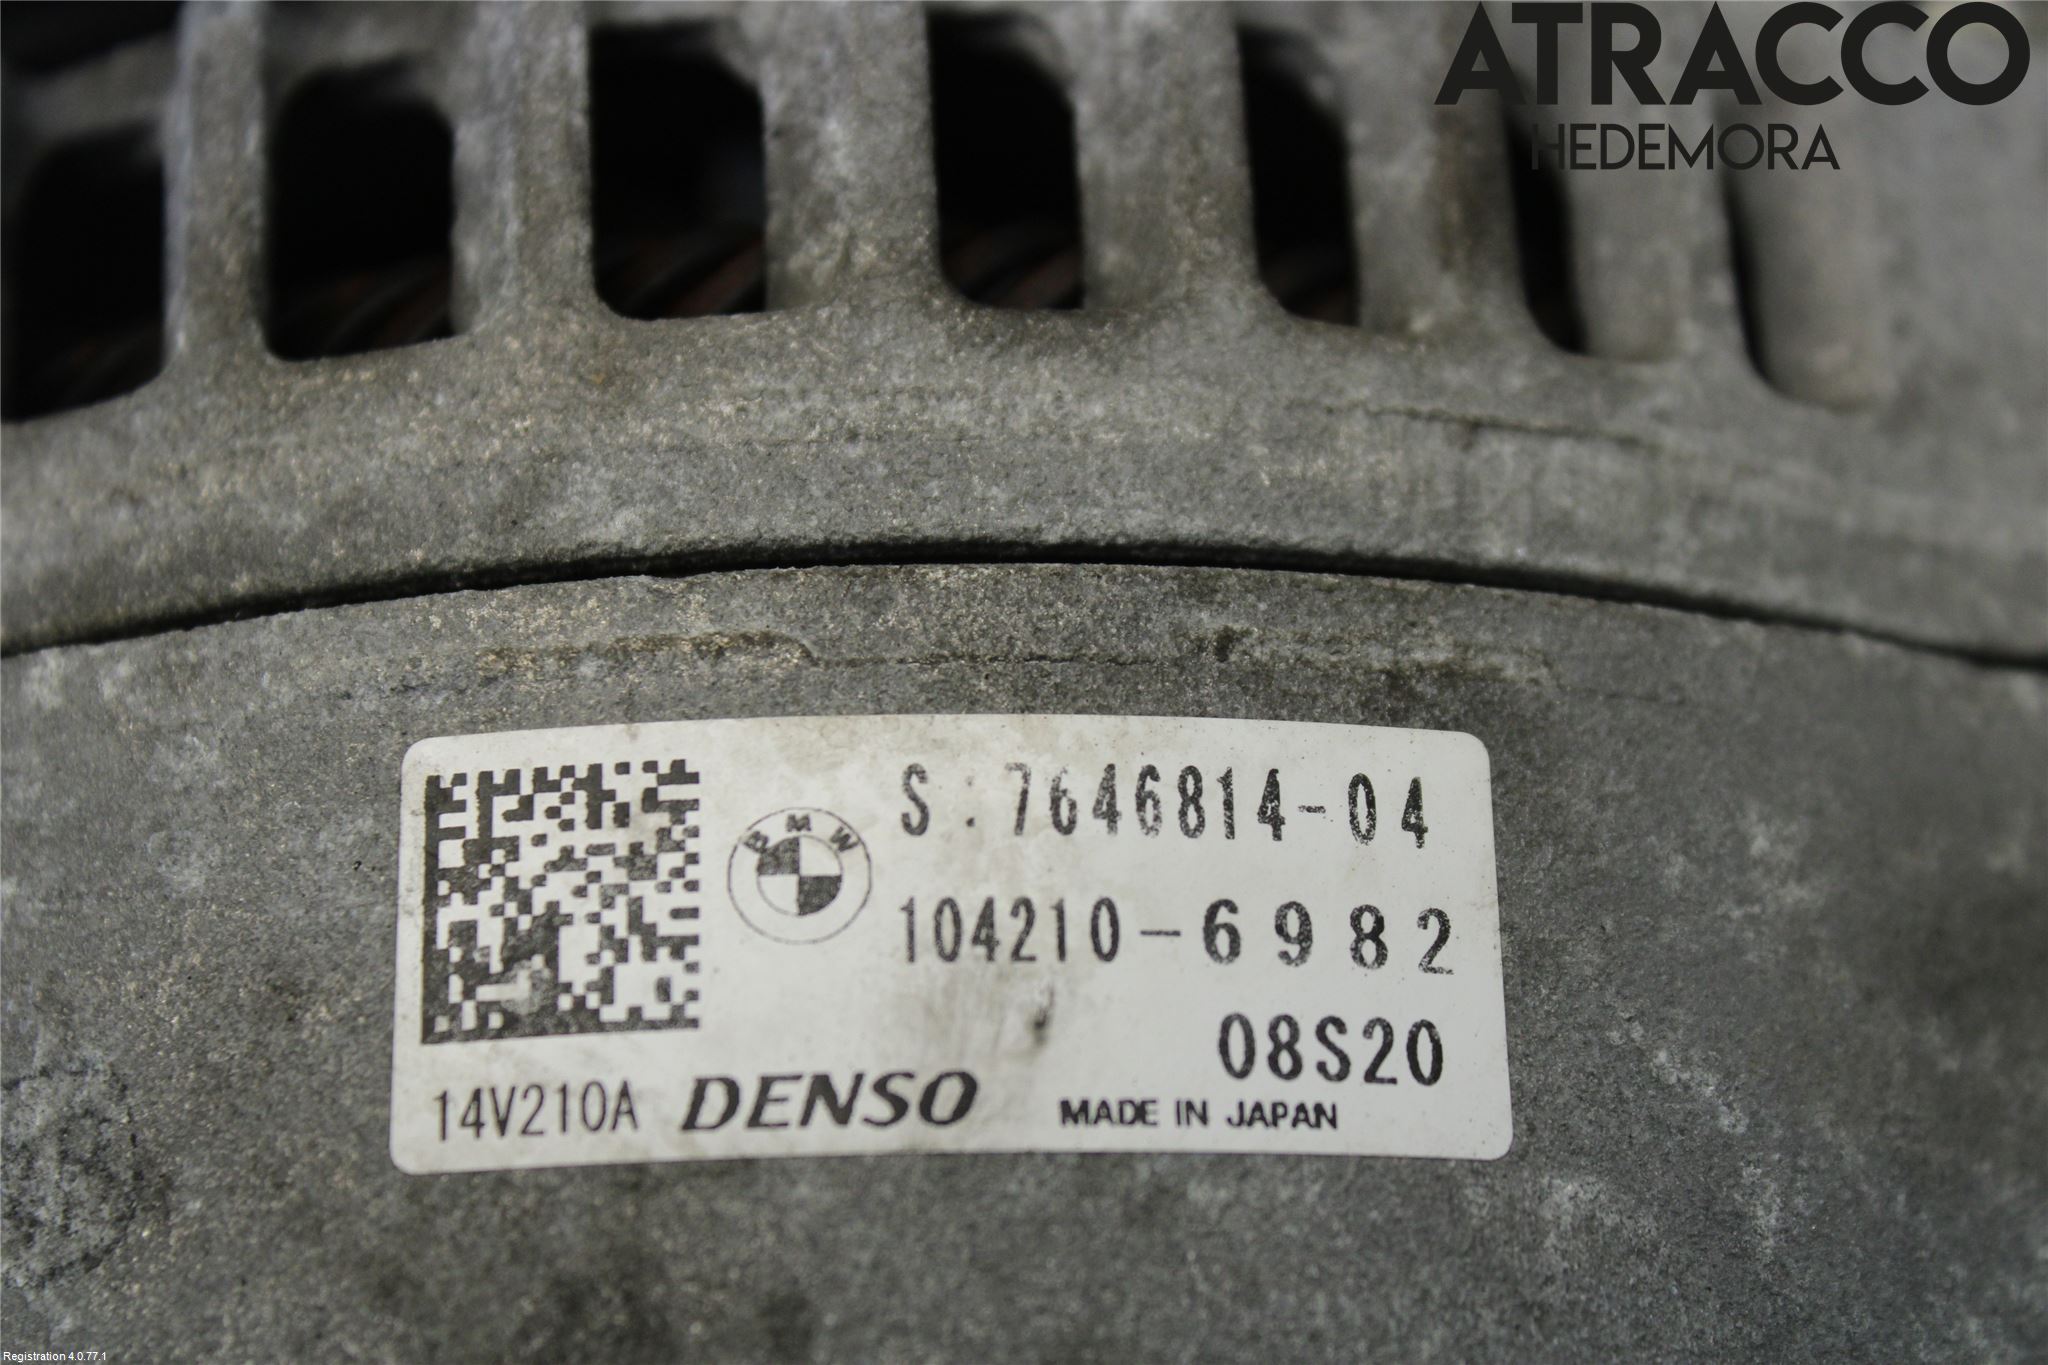 ATRACCO
HEDEMORA
BMW
S:7646814-04
104210-6982
08S20
14V210A DENSO MADE IN JAPAN
Registration 4.0.77.1